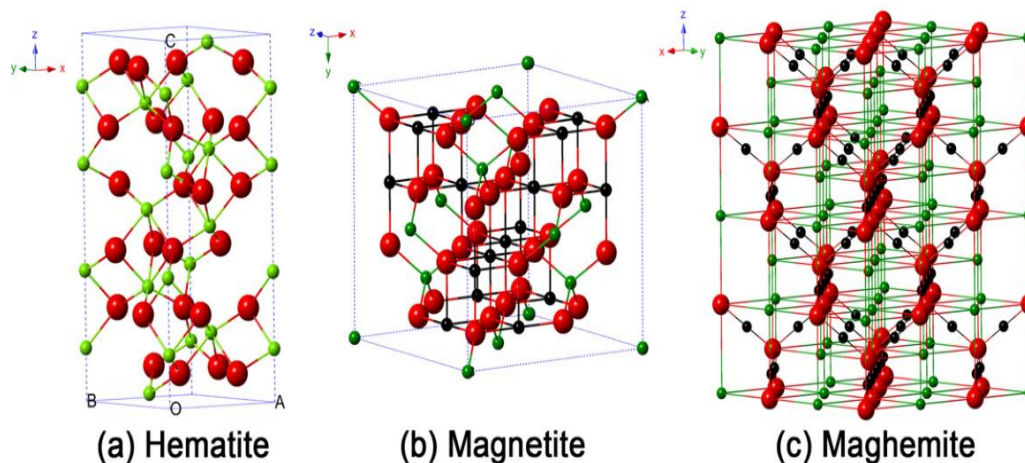 z
y x
C
B O A
z x
y
A
z
x y
(a) Hematite (b) Magnetite (c) Maghemite